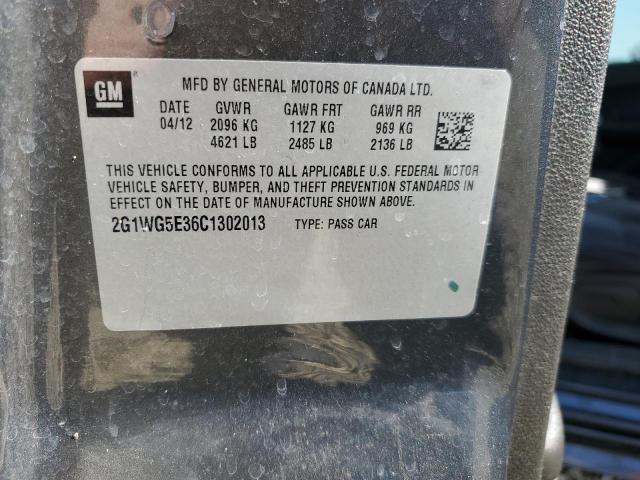 GM ®
MFD BY GENERAL MOTORS OF CANADA LTD.
DATE GVWR GAWR FRT GAWR RR
04/12 2096 KG 1127 KG 969 KG
4621 LB 2485 LB 2136 LB
THIS VEHICLE CONFORMS TO ALL APPLICABLE U.S. FEDERAL MOTOR
VEHICLE SAFETY, BUMPER, AND THEFT PREVENTION STANDARDS IN
EFFECT ON THE DATE OF MANUFACTURE SHOWN ABOVE.
2G1WG5E36C1302013 TYPE: PASS CAR